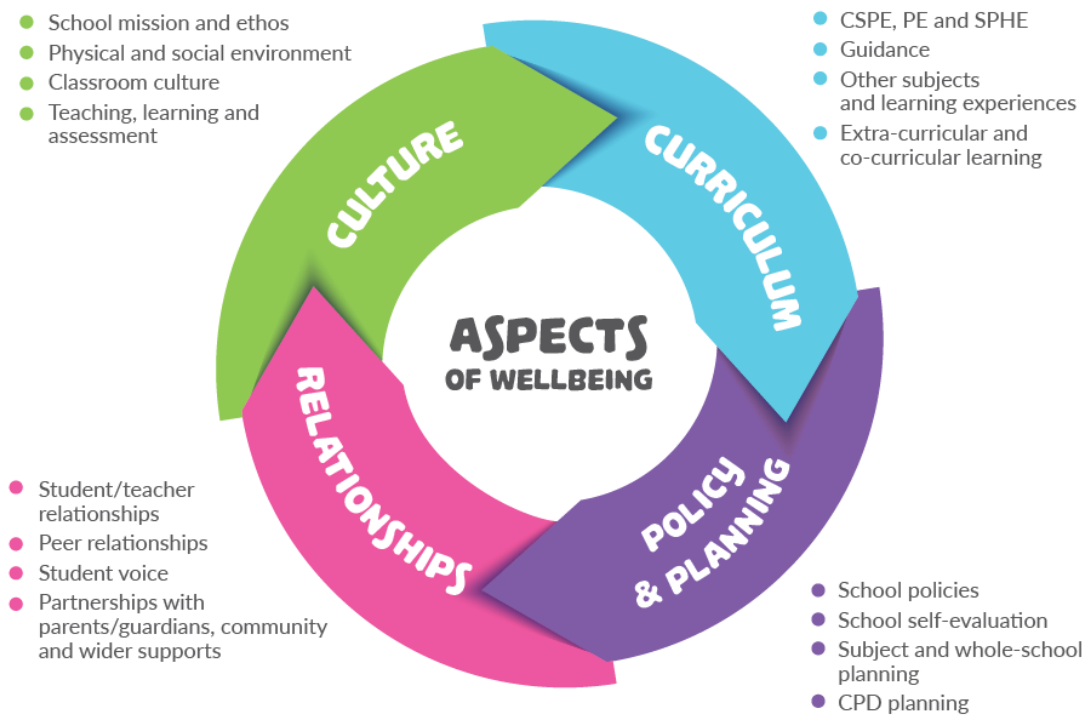 School mission and ethos
Physical and social environment
Classroom culture
Teaching, learning and
assessment
CSPE, PE and SPHE
Guidance
Other subjects
and learning experiences
Extra-curricular and
co-curricular learning
CULTURE
CURRICULUM
ASPECTS
OF WELLBEING
RELATIONSHIPS
POLICY
& PLANNING
Student/teacher
relationships
Peer relationships
Student voice
Partnerships with
parents/guardians, community
and wider supports
School policies
School self-evaluation
Subject and whole-school
planning
CPD planning